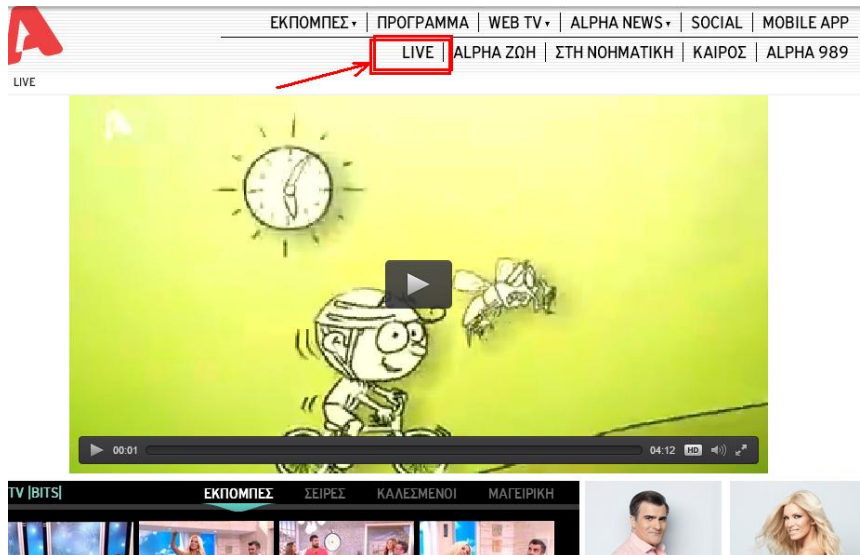 ΕΚΠΟΜΠΕΣ | ΠΡΟΓΡΑΜΜΑ | WEB TV | ALPHA NEWS | SOCIAL | MOBILE APP
LIVE | ALPHA ΖΩΗ | ΣΤΗ ΝΟΗΜΑΤΙΚΗ | ΚΑΙΡΟΣ | ALPHA 989
LIVE
00:01 04:12 HD
TV |BITS| ΕΚΠΟΜΠΕΣ ΣΕΙΡΕΣ ΚΑΛΕΣΜΕΝΟΙ ΜΑΓΕΙΡΙΚΗ